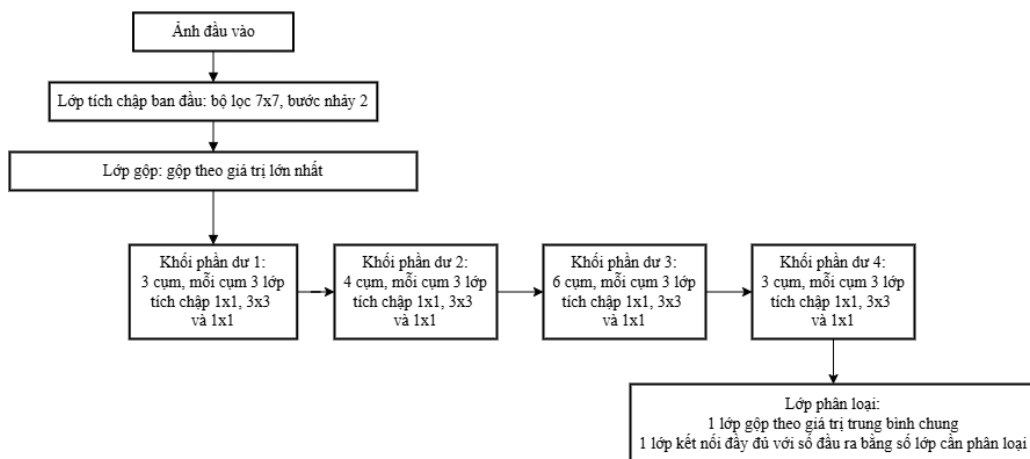 Ảnh đầu vào
Lớp tích chập ban đầu: bộ lọc 7x7, bước nhảy 2
Lớp gộp: gộp theo giá trị lớn nhất
Khối phần dư 1:
3 cụm, mỗi cụm 3 lớp
tích chập 1x1, 3x3
và 1x1
Khối phần dư 2:
4 cụm, mỗi cụm 3 lớp
tích chập 1x1, 3x3
và 1x1
Khối phần dư 3:
6 cụm, mỗi cụm 3 lớp
tích chập 1x1, 3x3
và 1x1
Khối phần dư 4:
3 cụm, mỗi cụm 3 lớp
tích chập 1x1, 3x3
và 1x1
Lớp phân loại:
1 lớp gộp theo giá trị trung bình chung
1 lớp kết nối đầy đủ với số đầu ra bằng số lớp cần phân loại